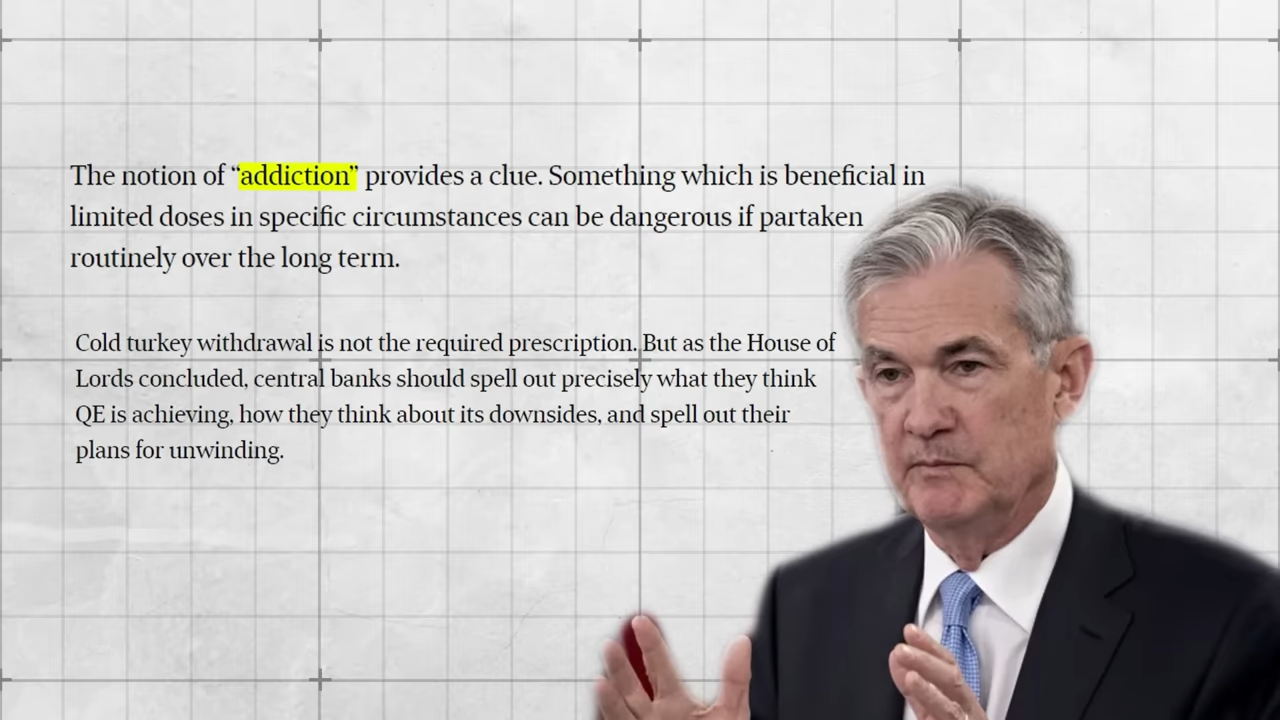 The notion of “addiction” provides a clue. Something which is beneficial in
limited doses in specific circumstances can be dangerous if partaken
routinely over the long term.
Cold turkey withdrawal is not the required prescription. But as the House of
Lords concluded, central banks should spell out precisely what they think
QE is achieving, how they think about its downsides, and spell out their
plans for unwinding.